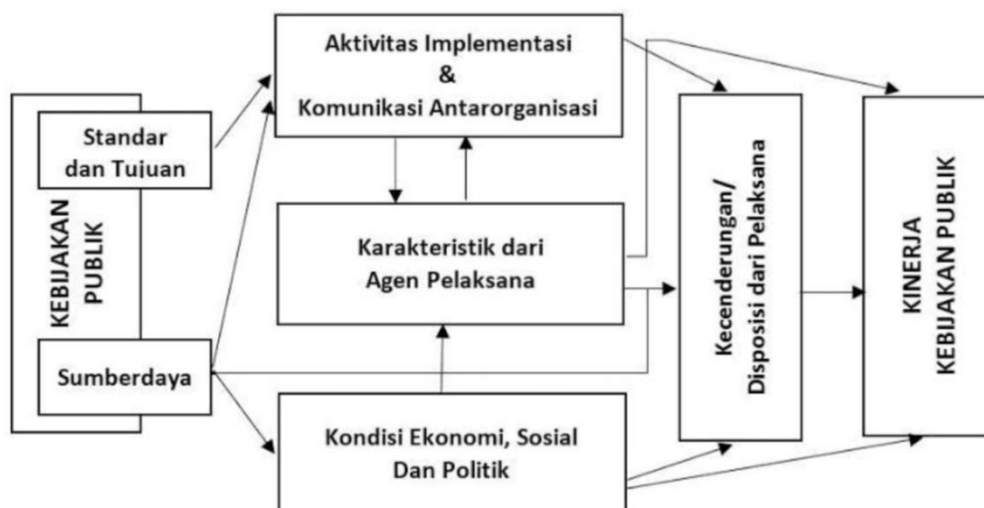 Aktivitas Implementasi
&
Komunikasi Antarorganisasi
Standar
dan Tujuan
KEBIJAKAN
PUBLIK
Sumberdaya
Karakteristik dari
Agen Pelaksana
Kondisi Ekonomi, Sosial
Dan Politik
Kecenderungan/
Disposisi dari Pelaksana
KINERJA
KEBIJAKAN PUBLIK